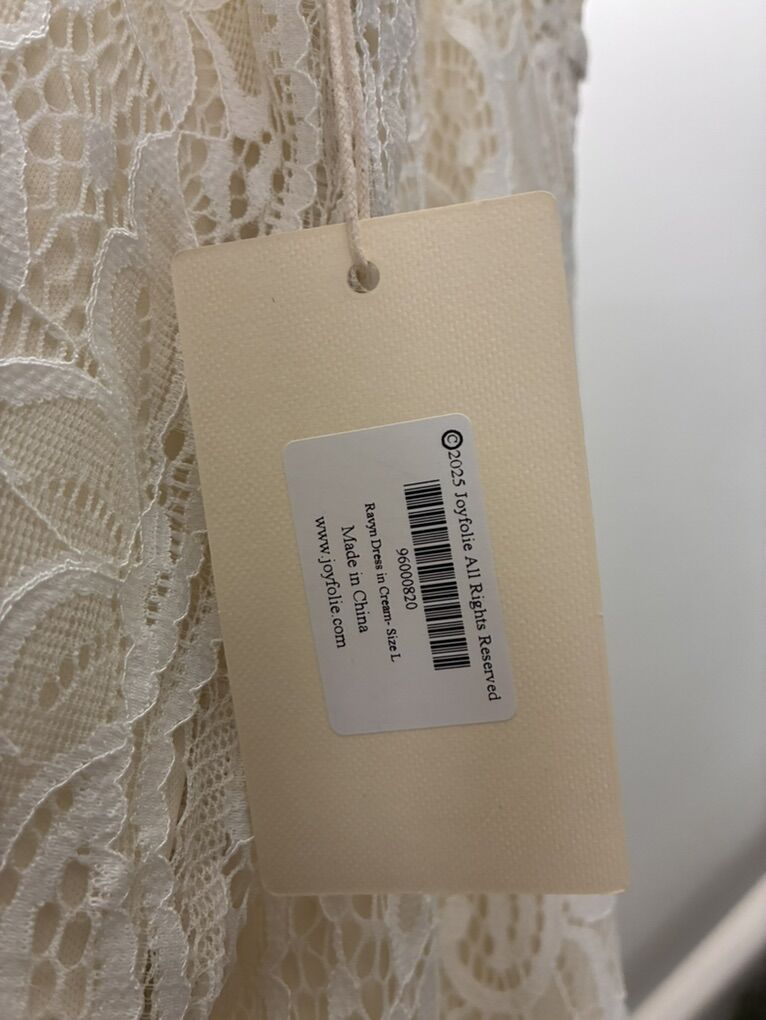 ©2025 Joyfolie All Rights Reserved
96000820
Ravyn Dress in Cream- Size L
Made in China
www.joyfolie.com